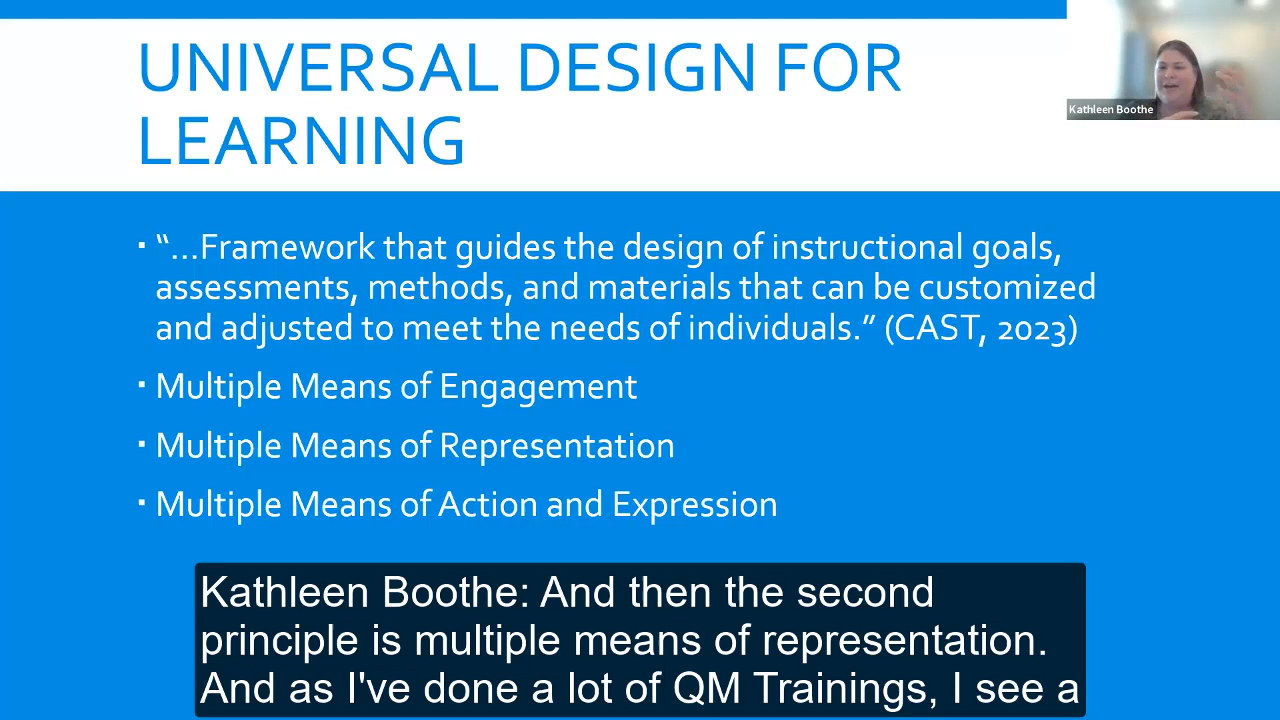 UNIVERSAL DESIGN FOR
LEARNING
Kathleen Boothe
▪ “…Framework that guides the design of instructional goals,
assessments, methods, and materials that can be customized
and adjusted to meet the needs of individuals.” (CAST, 2023)
▪ Multiple Means of Engagement
▪ Multiple Means of Representation
▪ Multiple Means of Action and Expression
Kathleen Boothe: And then the second
principle is multiple means of representation.
And as I've done a lot of QM Trainings, I see a